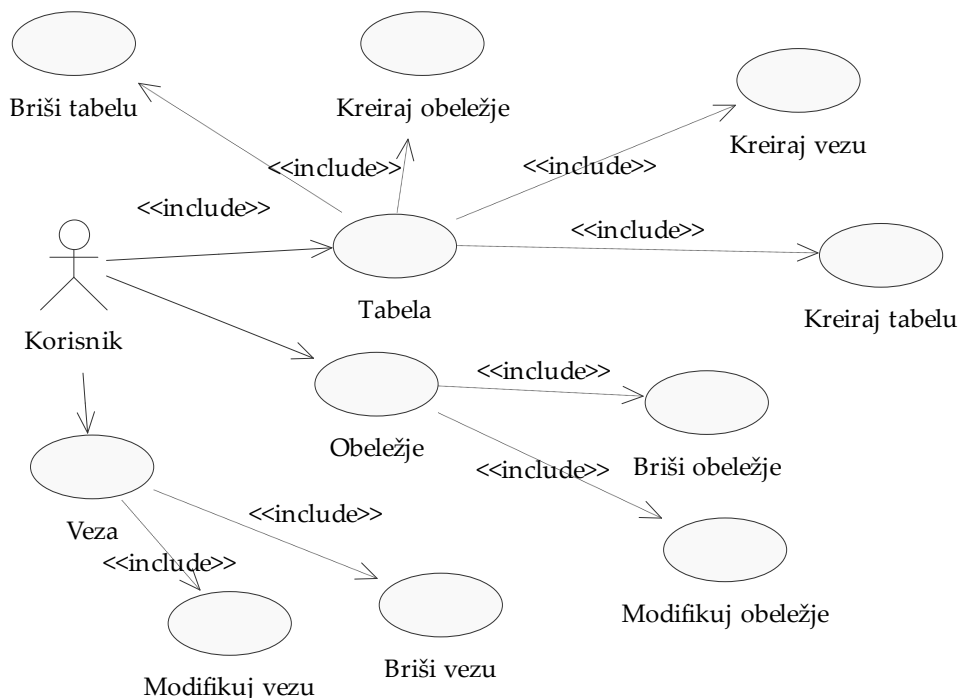 Briši tabelu
Kreiraj obeležje
Kreiraj vezu
<<include>>
<<include>>
<<include>>
<<include>>
Tabela
Kreiraj tabelu
Korisnik
<<include>>
Obeležje
Briši obeležje
<<include>>
Veza
<<include>>
<<include>>
Modifikuj obeležje
Briši vezu
Modifikuj vezu